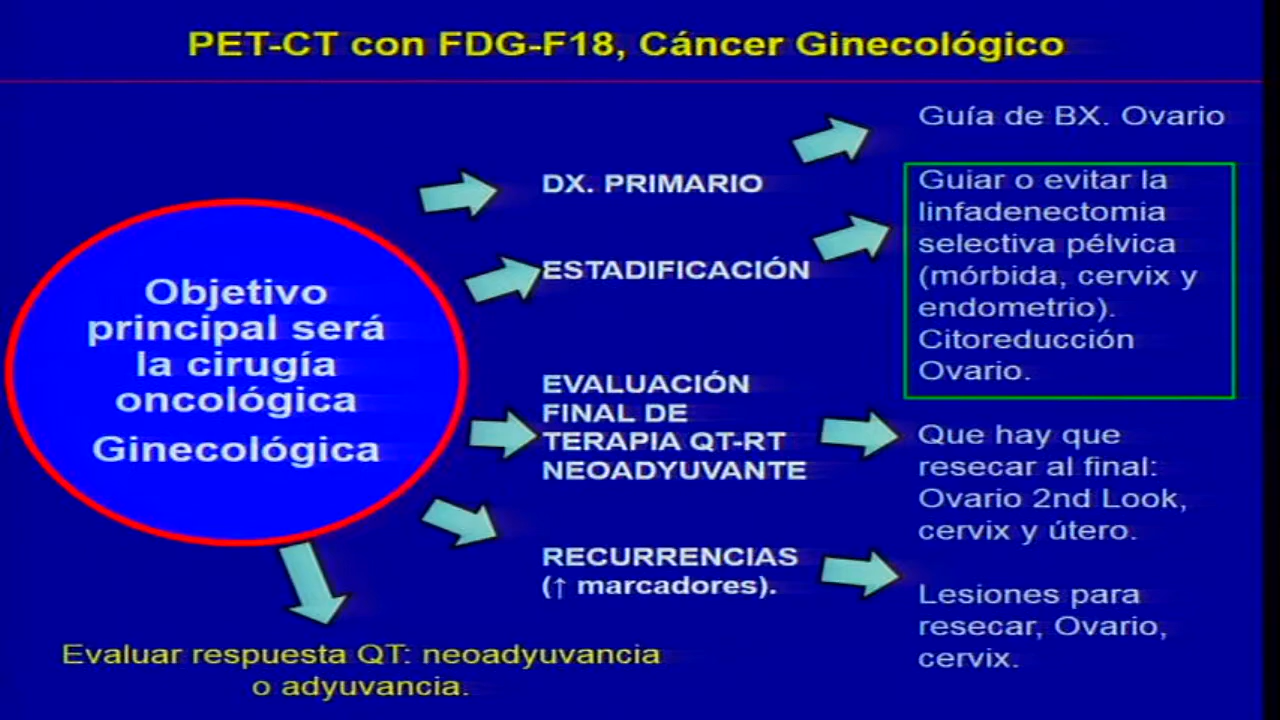 PET-CT con FDG-F18, Cáncer Ginecológico
Objetivo
principal será
la cirugía
oncológica
Ginecológica
DX. PRIMARIO
ESTADIFICACIÓN
EVALUACIÓN
FINAL DE
TERAPIA QT-RT
NEOADYUVANTE
RECURRENCIAS
(↑ marcadores).
Guía de BX. Ovario
Guiar o evitar la
linfadenectomia
selectiva pélvica
(mórbida, cervix y
endometrio).
Citoreducción
Ovario.
Que hay que
resecar al final:
Ovario 2nd Look,
cervix y útero.
Lesiones para
resecar, Ovario,
cervix.
Evaluar respuesta QT: neoadyuvancia
o adyuvancia.